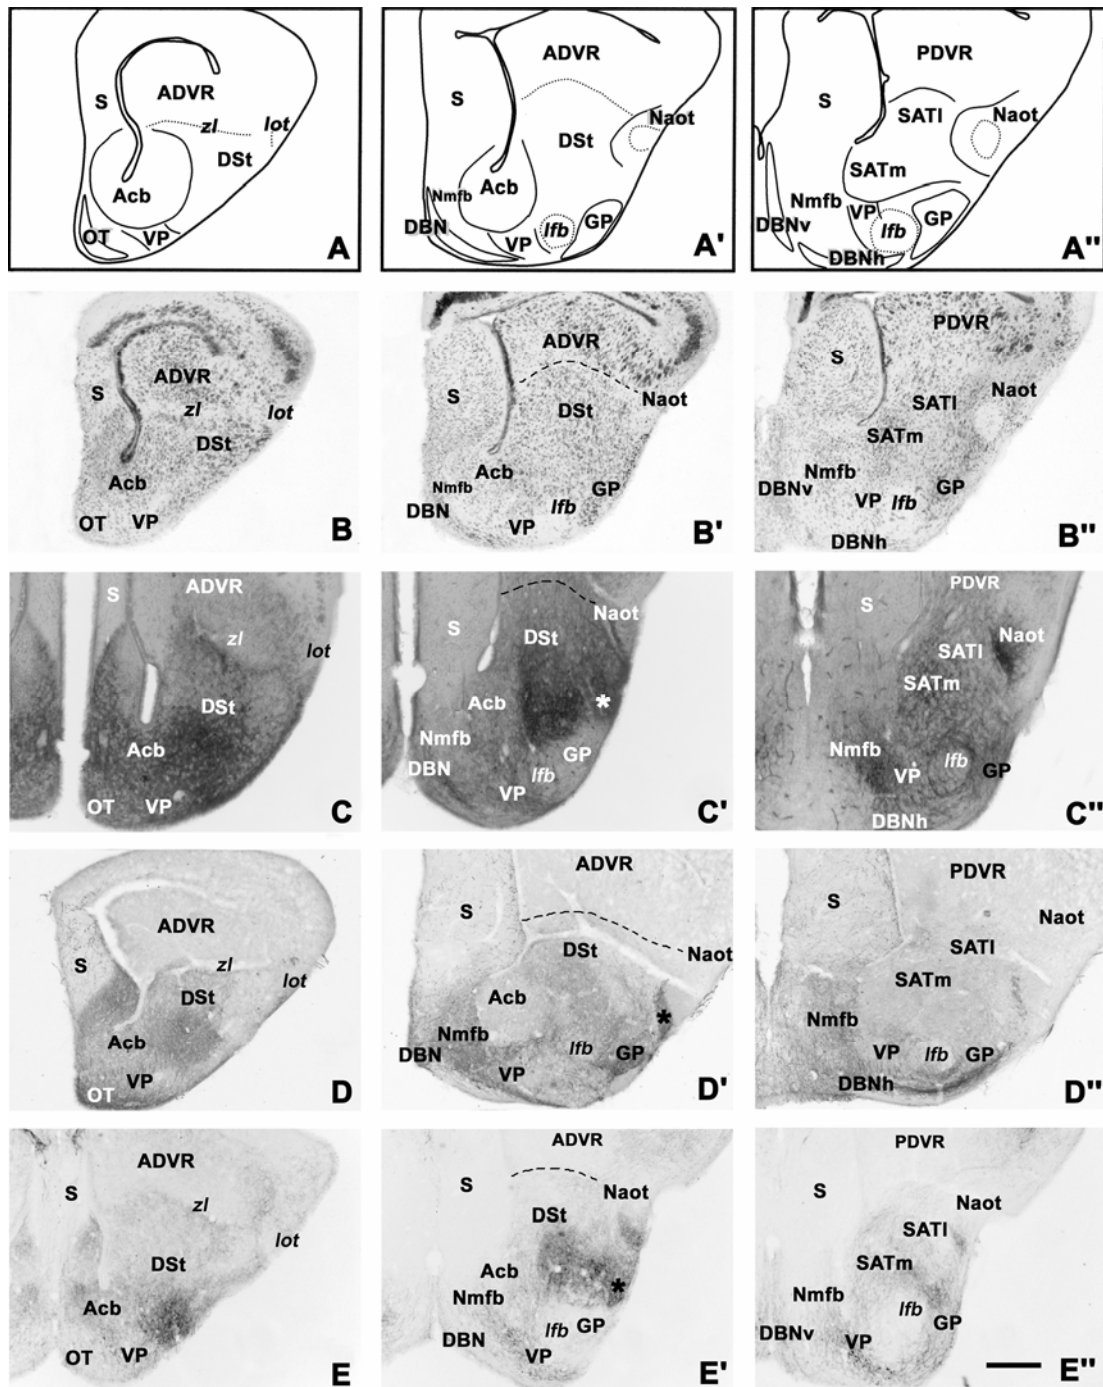 ADVR
S
zl
lot
DSt
Acb
OT
VP
A
ADVR
S
Naot
DSt
Nmfb
Acb
DBN
GP
VP
lfb
A'
PDVR
S
SATl
Naot
SATm
Nmfb
VP
GP
DBNv
lfb
DBNh
A"
ADVR
S
zl
lot
DSt
Acb
OT
VP
B
ADVR
S
DSt
Naot
Acb
Nmfb
GP
DBN
lfb
VP
B'
PDVR
S
Naot
SATl
SATm
Nmfb
DBNv
GP
VP
lfb
DBNh
B"
ADVR
S
zl
lot
DSt
Acb
OT
VP
C
Naot
S
DSt
Acb
*
Nmfb
GP
DBN
lfb
VP
C'
PDVR
S
Naot
SATl
SATm
Nmfb
lfb
VP
GP
DBNh
C"
ADVR
S
zl
lot
DSt
Acb
VP
OT
D
ADVR
S
DSt
Naot
Acb
*
Nmfb
DBN
lfb
GP
VP
D'
PDVR
S
Naot
SATl
SATm
Nmfb
VP
lfb
GP
DBNh
D"
ADVR
S
zl
lot
DSt
Acb
OT
VP
E
ADVR
S
Naot
DSt
Acb
*
Nmfb
GP
DBN
lfb
VP
E'
PDVR
S
Naot
SATl
SATm
Nmfb
lfb
GP
DBNv
VP
E"